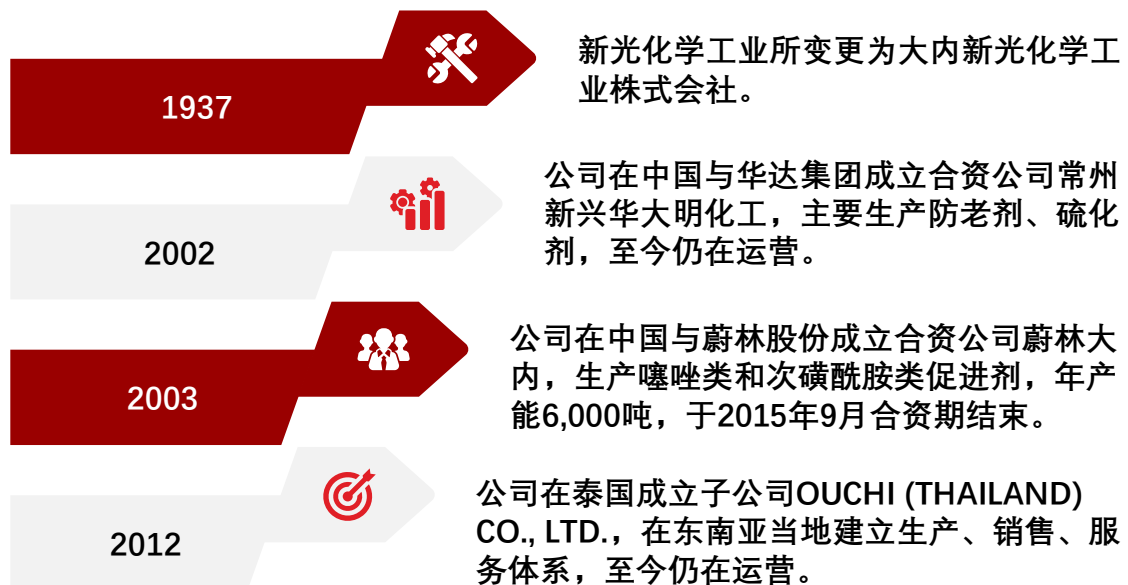 1937
新光化学工业所变更为大内新光化学工
业株式会社。
2002
公司在中国与华达集团成立合资公司常州
新兴华大明化工，主要生产防老剂、硫化
剂，至今仍在运营。
2003
公司在中国与蔚林股份成立合资公司蔚林大
内，生产噻唑类和次磺酰胺类促进剂，年产
能6,000吨，于2015年9月合资期结束。
2012
公司在泰国成立子公司OUCHI (THAILAND)
CO., LTD.，在东南亚当地建立生产、销售、服
务体系，至今仍在运营。